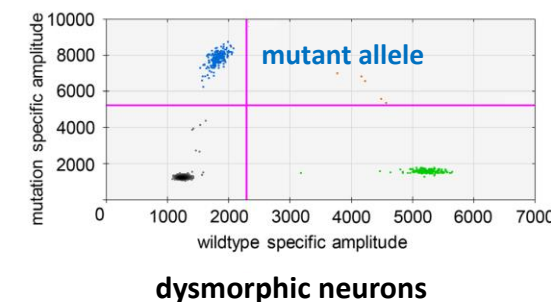 10000
mutant allele
8000
6000
4000
2000
mutation specific amplitude
0 1000 2000 3000 4000 5000 6000 7000
wildtype specific amplitude
dysmorphic neurons